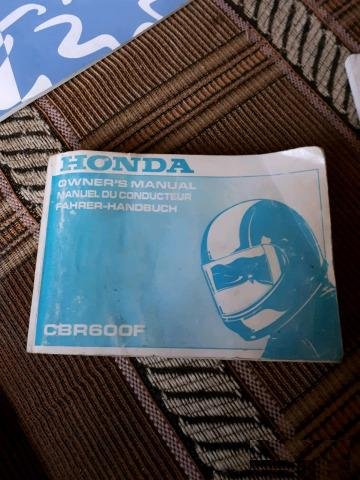 HONDA
OWNER'S MANUAL
MANUEL DU CONDUCTEUR
FAHRER-HANDBUCH
CBR600F